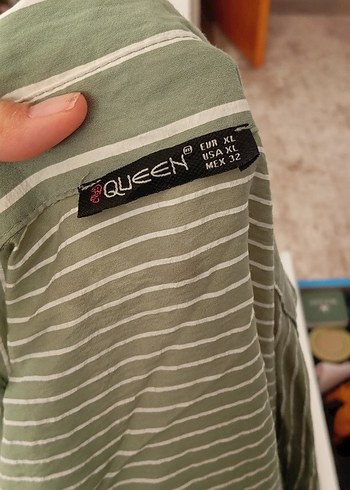 QUEEN
EUR XL
USA XL
MEX 32